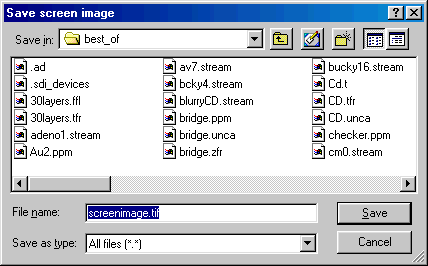 Save screen image
Save in: best_of
.ad av7.stream bucky16.stream
.sdi_devices bcky4.stream Cd.t
30layers.ffl blurryCD.stream CD.tfr
30layers.tfr bridge.ppm CD.unca
adeno1.stream bridge.unca checker.ppm
Au2.ppm bridge.zfr cm0.stream
File name: screenimage.tif Save
Save as type: All files (*.*) Cancel